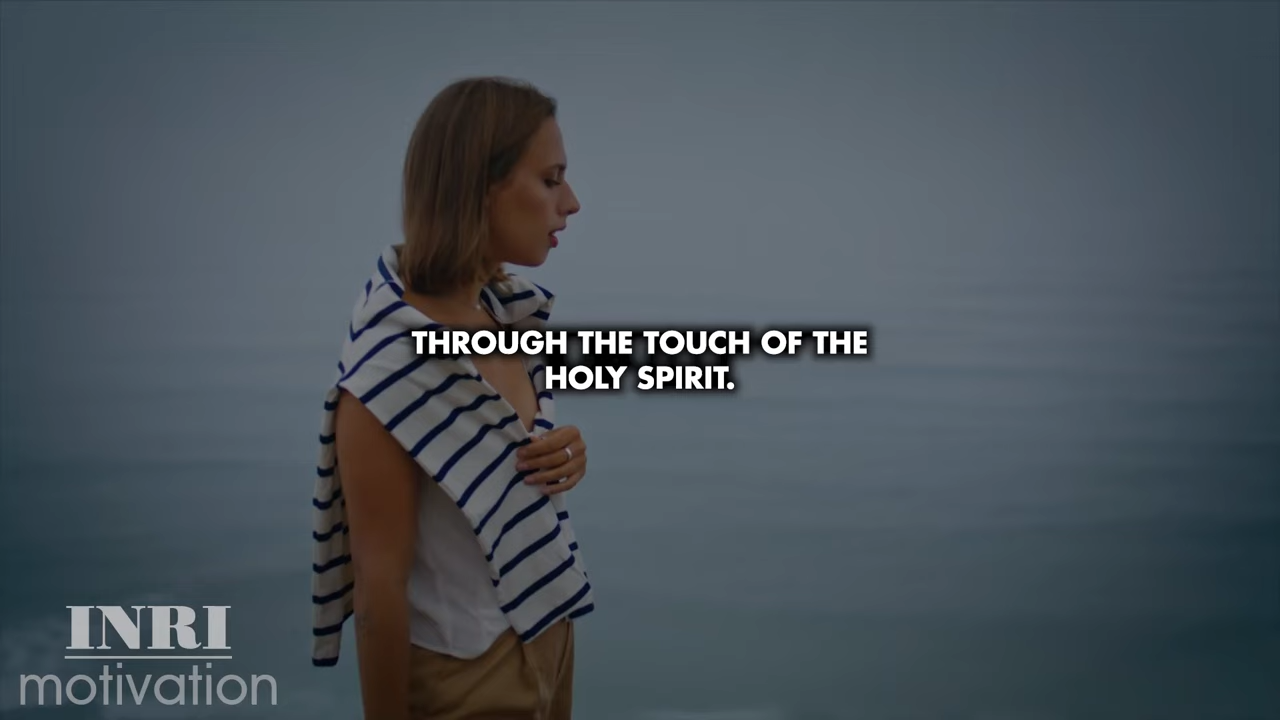 THROUGH THE TOUCH OF THE
HOLY SPIRIT.
INRI
motivation